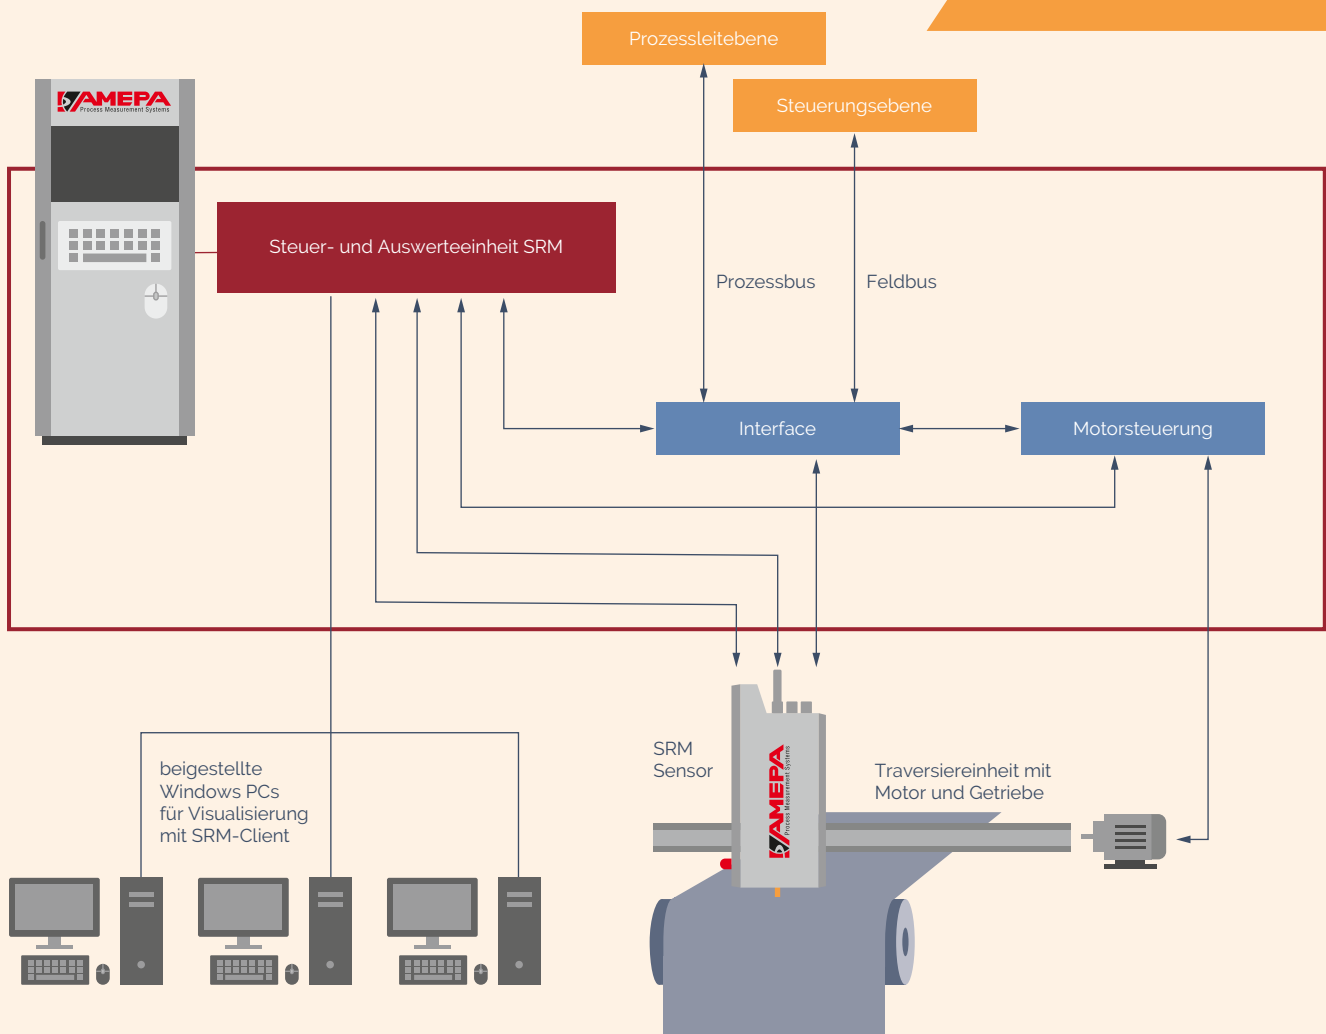 Prozessleitebene
Steuerungsebene
AMEPA
Process Measurement Systems
Steuer- und Auswerteeinheit SRM
Prozessbus
Feldbus
Interface
Motorsteuerung
beigestellte
Windows PCs
für Visualisierung
mit SRM-Client
SRM
Sensor
AMEPA
Process Measurement Systems
Traversiereinheit mit
Motor und Getriebe